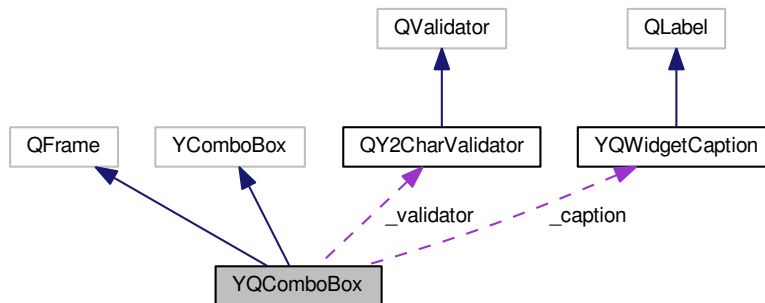 QValidator
QLabel
QFrame
YComboBox
QY2CharValidator
YQWidgetCaption
_validator
_caption
YQComboBox